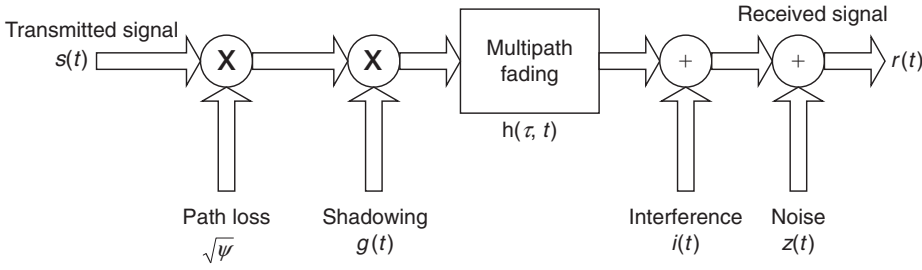 Transmitted signal
s(t)
X
X
Multipath
fading
h(τ, t)
+
+
Received signal
r(t)
Path loss
√ψ
Shadowing
g(t)
Interference
i(t)
Noise
z(t)